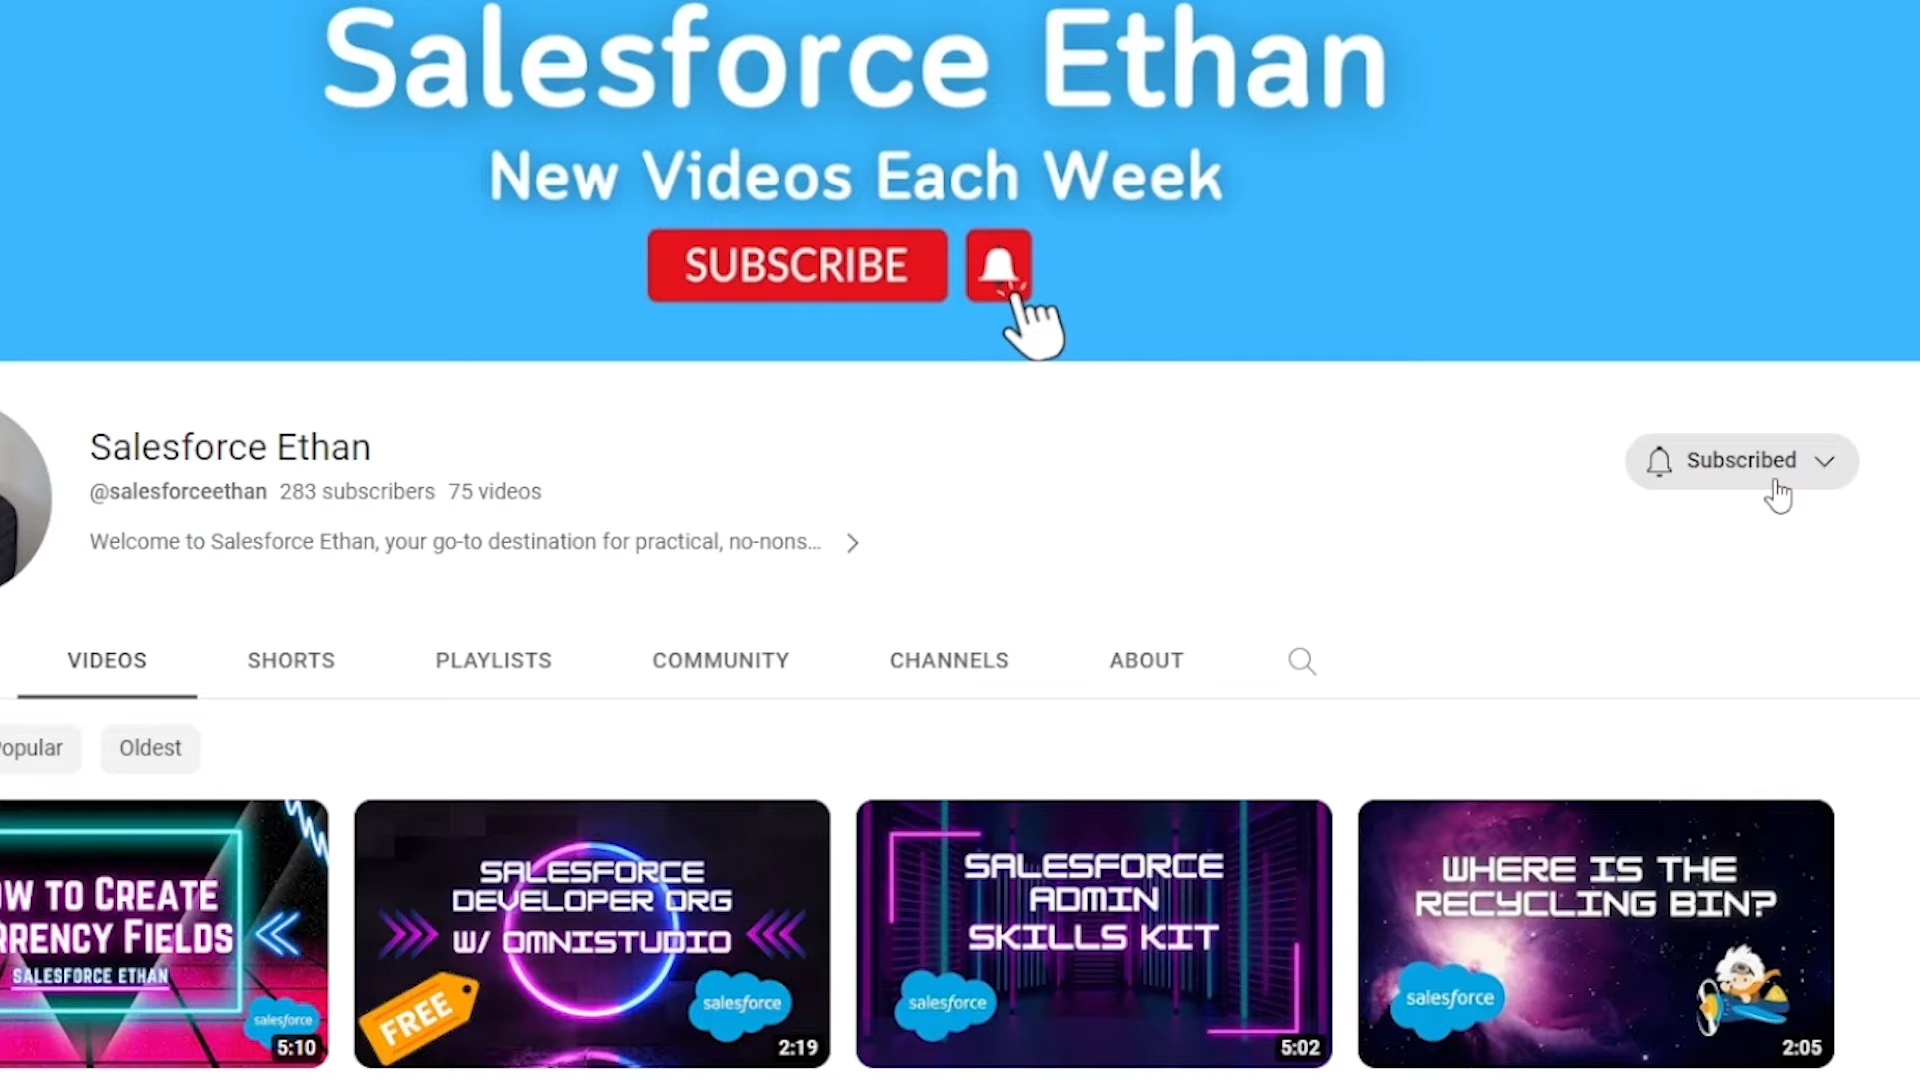 Salesforce Ethan
New Videos Each Week
SUBSCRIBE
Salesforce Ethan
@salesforceethan 283 subscribers 75 videos
Welcome to Salesforce Ethan, your go-to destination for practical, no-nons...
Subscribed
VIDEOS SHORTS PLAYLISTS COMMUNITY CHANNELS ABOUT
opular Oldest
OW TO CREATE
RRENCY FIELDS
SALESFORCE ETHAN
salesforce
5:10
SALESFORCE
DEVELOPER ORG
W/ OMNISTUDIO
FREE
salesforce
2:19
SALESFORCE
ADMIN
SKILLS KIT
salesforce
5:02
WHERE IS THE
RECYCLING BIN?
salesforce
2:05